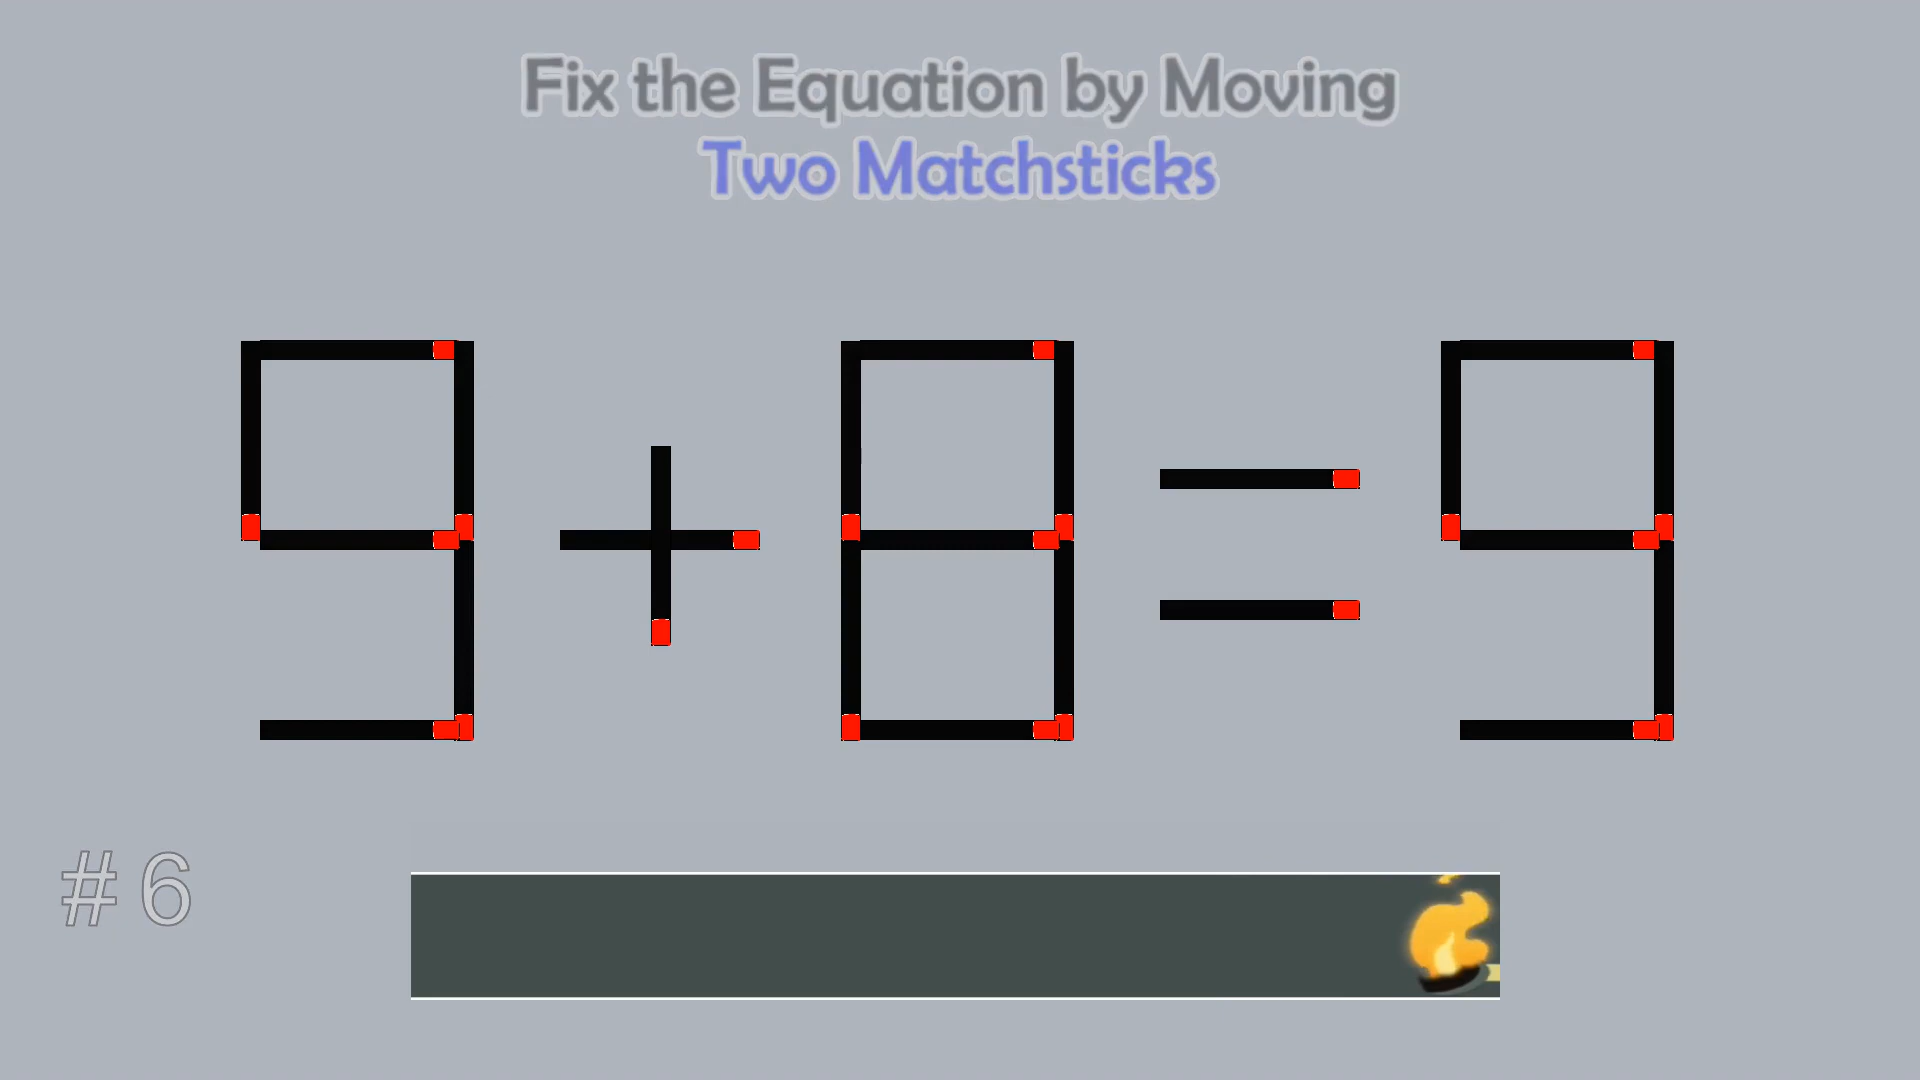 Fix the Equation by Moving
Two Matchsticks
9 + 8 = 9
# 6